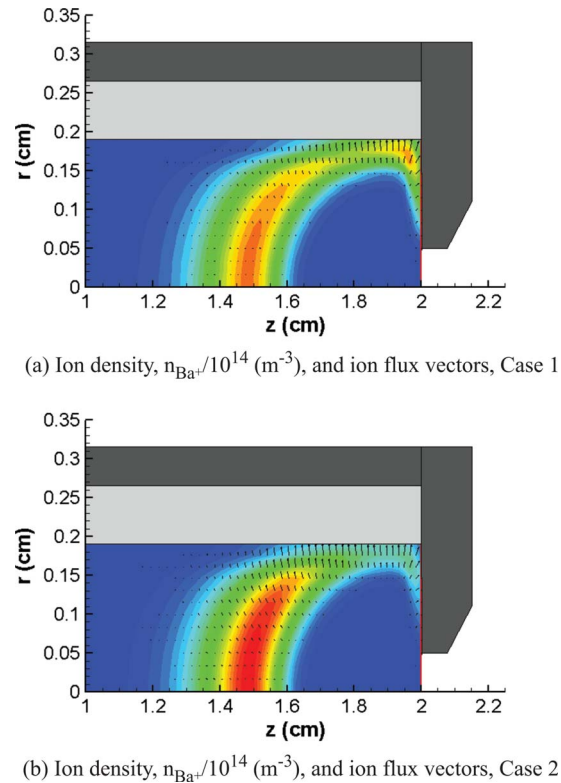 0.35
0.3
0.25
0.2
0.15
0.1
0.05
0
r (cm)
1 1.2 1.4 1.6 1.8 2 2.2
z (cm)
(a) Ion density, nBa+/10^14 (m^-3), and ion flux vectors, Case 1
0.35
0.3
0.25
0.2
0.15
0.1
0.05
0
r (cm)
1 1.2 1.4 1.6 1.8 2 2.2
z (cm)
(b) Ion density, nBa+/10^14 (m^-3), and ion flux vectors, Case 2